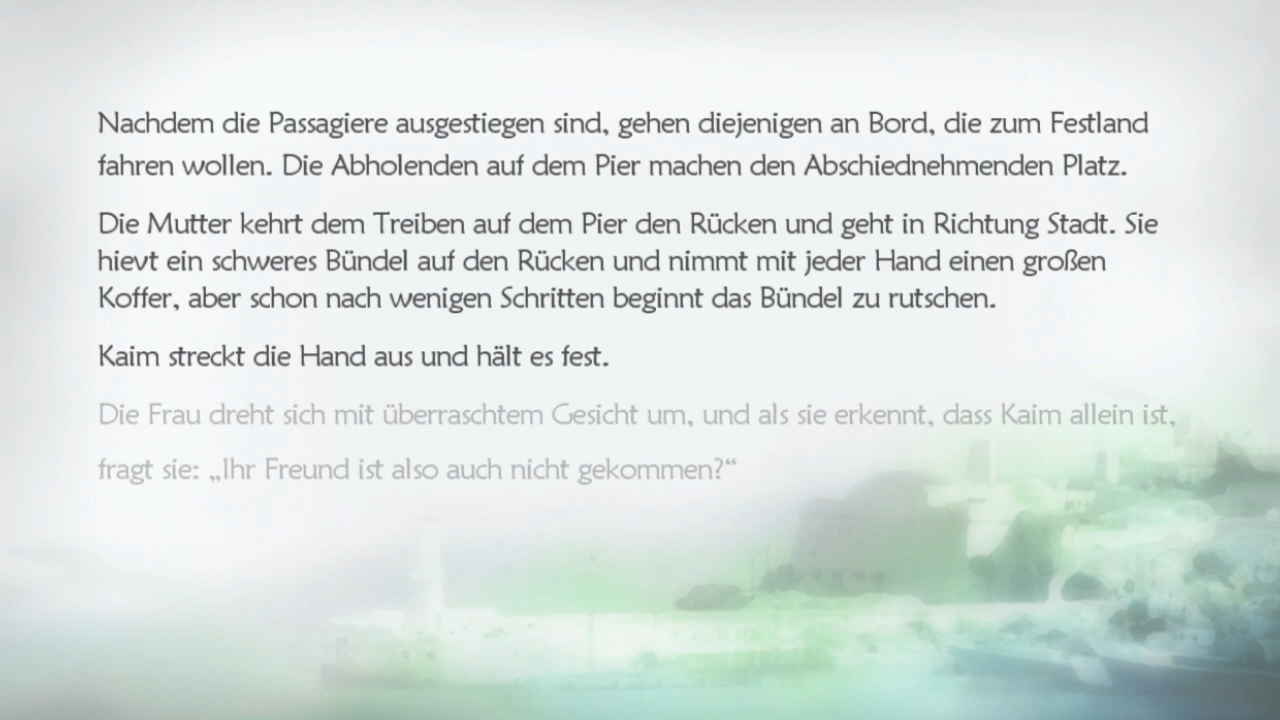 Nachdem die Passagiere ausgestiegen sind, gehen diejenigen an Bord, die zum Festland
fahren wollen. Die Abholenden auf dem Pier machen den Abschiednehmenden Platz.
Die Mutter kehrt dem Treiben auf dem Pier den Rücken und geht in Richtung Stadt. Sie
hievt ein schweres Bündel auf den Rücken und nimmt mit jeder Hand einen großen
Koffer, aber schon nach wenigen Schritten beginnt das Bündel zu rutschen.
Kaim streckt die Hand aus und hält es fest.
Die Frau dreht sich mit überraschtem Gesicht um, und als sie erkennt, dass Kaim allein ist,
fragt sie: „Ihr Freund ist also auch nicht gekommen?“